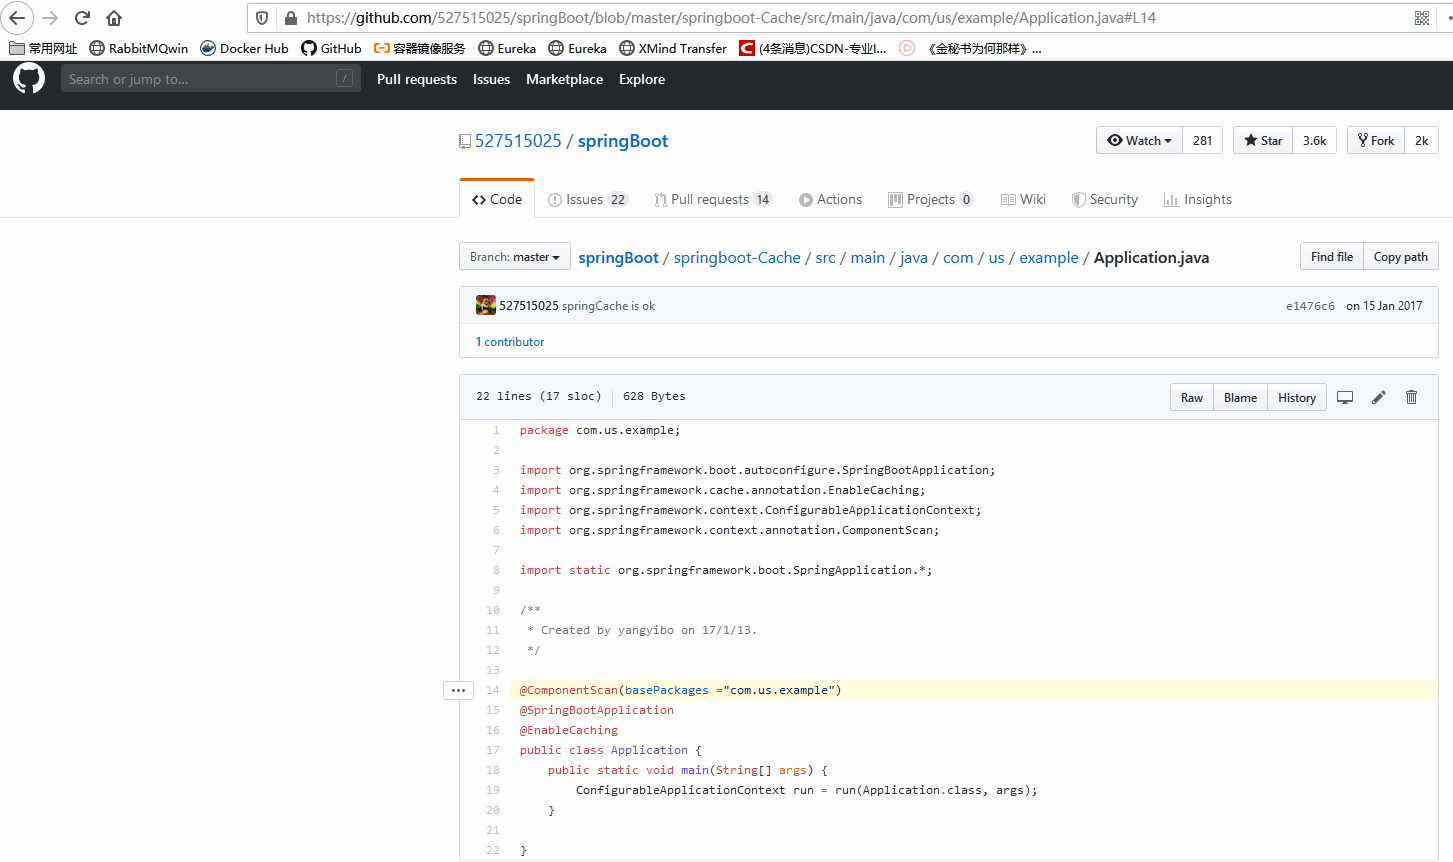 https://github.com/527515025/springBoot/blob/master/springboot-Cache/src/main/java/com/us/example/Application.java#L14
常用网址 RabbitMQwin Docker Hub GitHub 容器镜像服务 Eureka Eureka XMind Transfer (4条消息)CSDN-专业I... 《金秘书为何那样》...
Search or jump to... / Pull requests Issues Marketplace Explore
527515025 / springBoot Watch 281 Star 3.6k Fork 2k
Code Issues 22 Pull requests 14 Actions Projects 0 Wiki Security Insights
Branch: master springBoot / springboot-Cache / src / main / java / com / us / example / Application.java Find file Copy path
527515025 springCache is ok e1476c6 on 15 Jan 2017
1 contributor
22 lines (17 sloc) 628 Bytes Raw Blame History
1 package com.us.example;
2
3 import org.springframework.boot.autoconfigure.SpringBootApplication;
4 import org.springframework.cache.annotation.EnableCaching;
5 import org.springframework.context.ConfigurableApplicationContext;
6 import org.springframework.context.annotation.ComponentScan;
7
8 import static org.springframework.boot.SpringApplication.*;
9
10 /**
11 * Created by yangyibo on 17/1/13.
12 */
13
... 14 @ComponentScan(basePackages ="com.us.example")
15 @SpringBootApplication
16 @EnableCaching
17 public class Application {
18 public static void main(String[] args) {
19 ConfigurableApplicationContext run = run(Application.class, args);
20 }
21
22 }